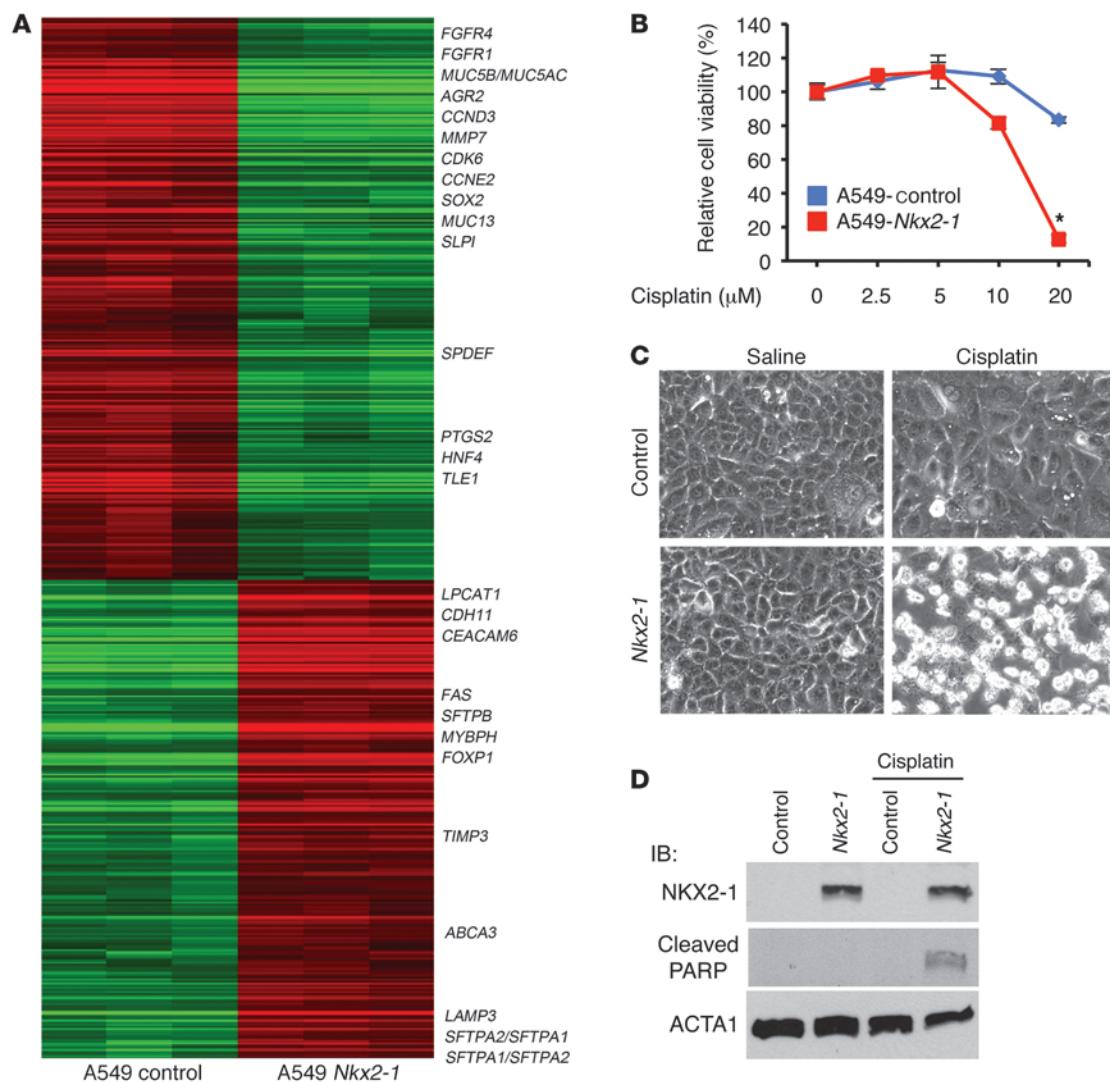 A
FGFR4
FGFR1
MUC5B/MUC5AC
AGR2
CCND3
MMP7
CDK6
CCNE2
SOX2
MUC13
SLPI
SPDEF
PTGS2
HNF4
TLE1
LPCAT1
CDH11
CEACAM6
FAS
SFTPB
MYBPH
FOXP1
TIMP3
ABCA3
LAMP3
SFTPA2/SFTPA1
SFTPA1/SFTPA2
A549 control A549 Nkx2-1
B
Relative cell viability (%)
140
120
100
80
60
40
20
0
A549-control
A549-Nkx2-1
*
Cisplatin (μM) 0 2.5 5 10 20
C
Saline Cisplatin
Control
Nkx2-1
D
Cisplatin
Control Nkx2-1 Control Nkx2-1
IB:
NKX2-1
Cleaved
PARP
ACTA1